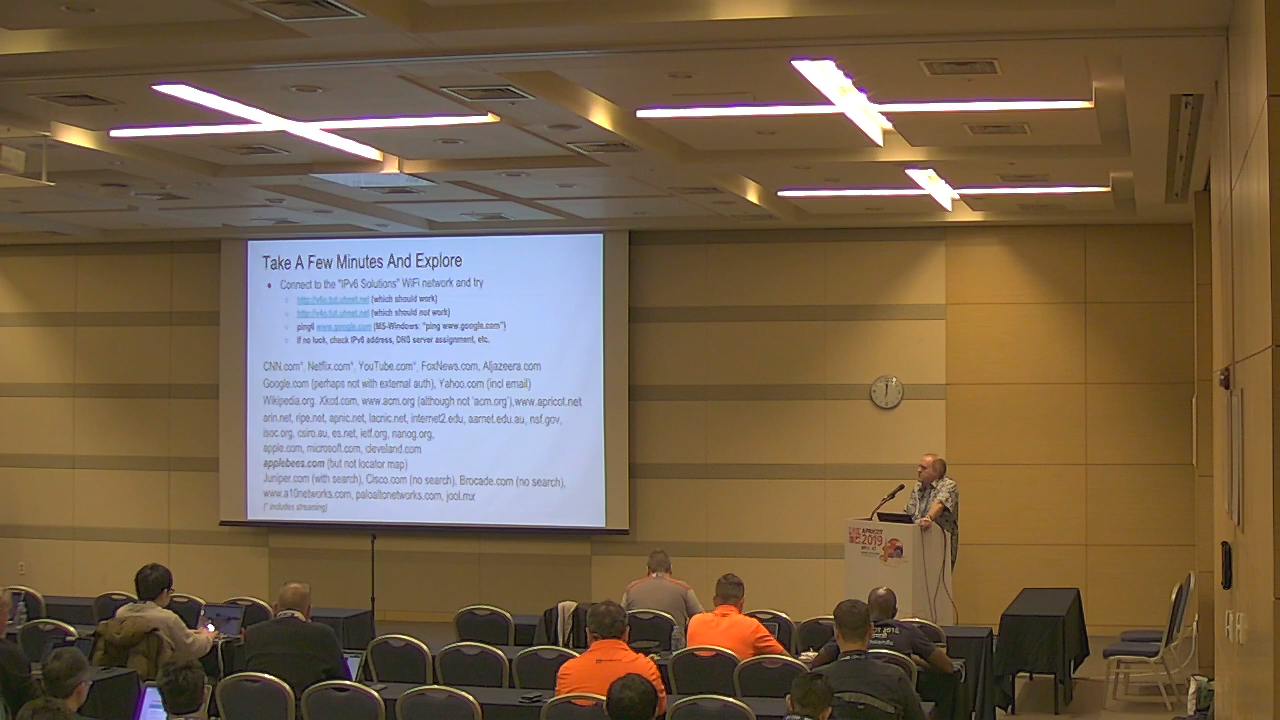 Take A Few Minutes And Explore
• Connect to the "IPv6 Solutions" WiFi network and try
(which should work)
(which should not work)
ping6 www.google.com (MS-Windows: "ping www.google.com")
If no luck, check IPv6 address, DNS server assignment, etc.
CNN.com*, Netflix.com*, YouTube.com*, FoxNews.com, Aljazeera.com
Google.com (perhaps not with external auth), Yahoo.com (incl email)
Wikipedia.org, Xkcd.com, www.acm.org (although not 'acm.org'),www.apricot.net
arin.net, ripe.net, apnic.net, lacnic.net, internet2.edu, aarnet.edu.au, nsf.gov,
isoc.org, csiro.au, es.net, ietf.org, nanog.org,
apple.com, microsoft.com, cleveland.com
applebees.com (but not locator map)
Juniper.com (with search), Cisco.com (no search), Brocade.com (no search),
www.a10networks.com, paloaltonetworks.com, jool.mx
(* includes streaming)
APRICOT
2019